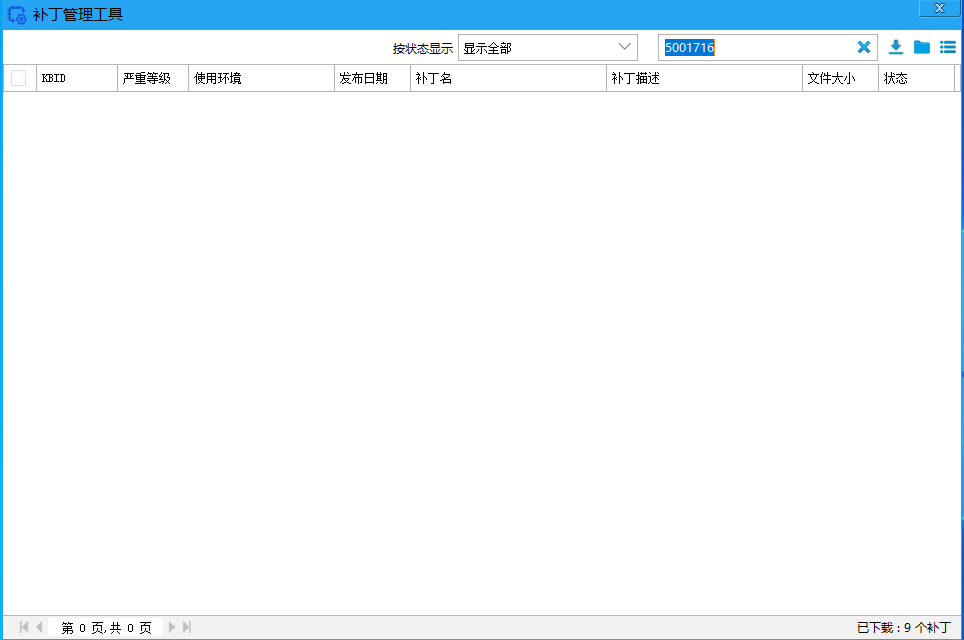 补丁管理工具
按状态显示 显示全部 5001716
KBID 严重等级 使用环境 发布日期 补丁名 补丁描述 文件大小 状态
第 0 页,共 0 页 已下载 : 9 个补丁